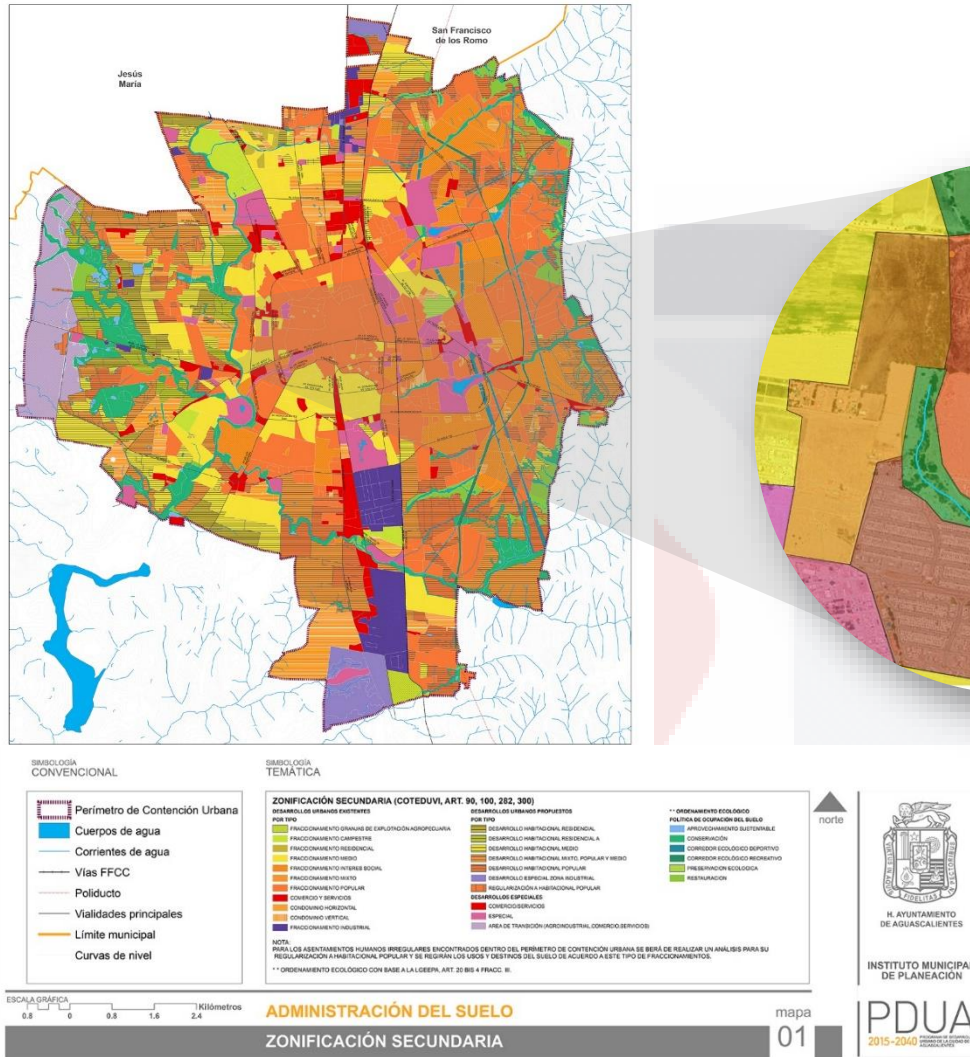 San Francisco
de los Romo
Jesús
María
SIMBOLOGÍA
CONVENCIONAL
Perímetro de Contención Urbana
Cuerpos de agua
Corrientes de agua
Vías FFCC
Poliducto
Vialidades principales
Límite municipal
Curvas de nivel
SIMBOLOGÍA
TEMÁTICA
ZONIFICACIÓN SECUNDARIA (COTEDUVI, ART. 90, 100, 282, 300)
DESARROLLOS URBANOS EXISTENTES
POR TIPO
FRACCIONAMIENTO GRANJAS DE EXPLOTACIÓN AGROPECUARIA
FRACCIONAMIENTO CAMPESTRE
FRACCIONAMIENTO RESIDENCIAL
FRACCIONAMIENTO MEDIO
FRACCIONAMIENTO INTERES SOCIAL
FRACCIONAMIENTO MIXTO
FRACCIONAMIENTO POPULAR
COMERCIO Y SERVICIOS
CONDOMINIO HORIZONTAL
CONDOMINIO VERTICAL
FRACCIONAMIENTO INDUSTRIAL
DESARROLLOS URBANOS PROPUESTOS
POR TIPO
DESARROLLO HABITACIONAL RESIDENCIAL
DESARROLLO HABITACIONAL RESIDENCIAL A
DESARROLLO HABITACIONAL MEDIO
DESARROLLO HABITACIONAL MIXTO, POPULAR Y MEDIO
DESARROLLO HABITACIONAL POPULAR
DESARROLLO ESPECIAL ZONA INDUSTRIAL
REGULARIZACIÓN A HABITACIONAL POPULAR
DESARROLLOS ESPECIALES
COMERCIO/SERVICIOS
ESPECIAL
AREA DE TRANSICIÓN (AGROINDUSTRIAL,COMERCIO,SERVICIOS)
** ORDENAMIENTO ECOLÓGICO
POLÍTICA DE OCUPACIÓN DEL SUELO
APROVECHAMIENTO SUSTENTABLE
CONSERVACIÓN
CORREDOR ECOLÓGICO DEPORTIVO
CORREDOR ECOLÓGICO RECREATIVO
PRESERVACION ECOLOGICA
RESTAURACION
NOTA:
PARA LOS ASENTAMIENTOS HUMANOS IRREGULARES ENCONTRADOS DENTRO DEL PERÍMETRO DE CONTENCIÓN URBANA SE BERÁ DE REALIZAR UN ANÁLISIS PARA SU
REGULARIZACIÓN A HABITACIONAL POPULAR Y SE REGIRÁN LOS USOS Y DESTINOS DEL SUELO DE ACUERDO A ESTE TIPO DE FRACCIONAMIENTOS.
** ORDENAMIENTO ECOLÓGICO CON BASE A LA LGEEPA, ART. 20 BIS 4 FRACC. III.
norte
H. AYUNTAMIENTO
DE AGUASCALIENTES
INSTITUTO MUNICIPAL
DE PLANEACIÓN
ESCALA GRÁFICA
Kilómetros
0.8 0 0.8 1.6 2.4
ADMINISTRACIÓN DEL SUELO
ZONIFICACIÓN SECUNDARIA
mapa
01
PDUA
2015-2040